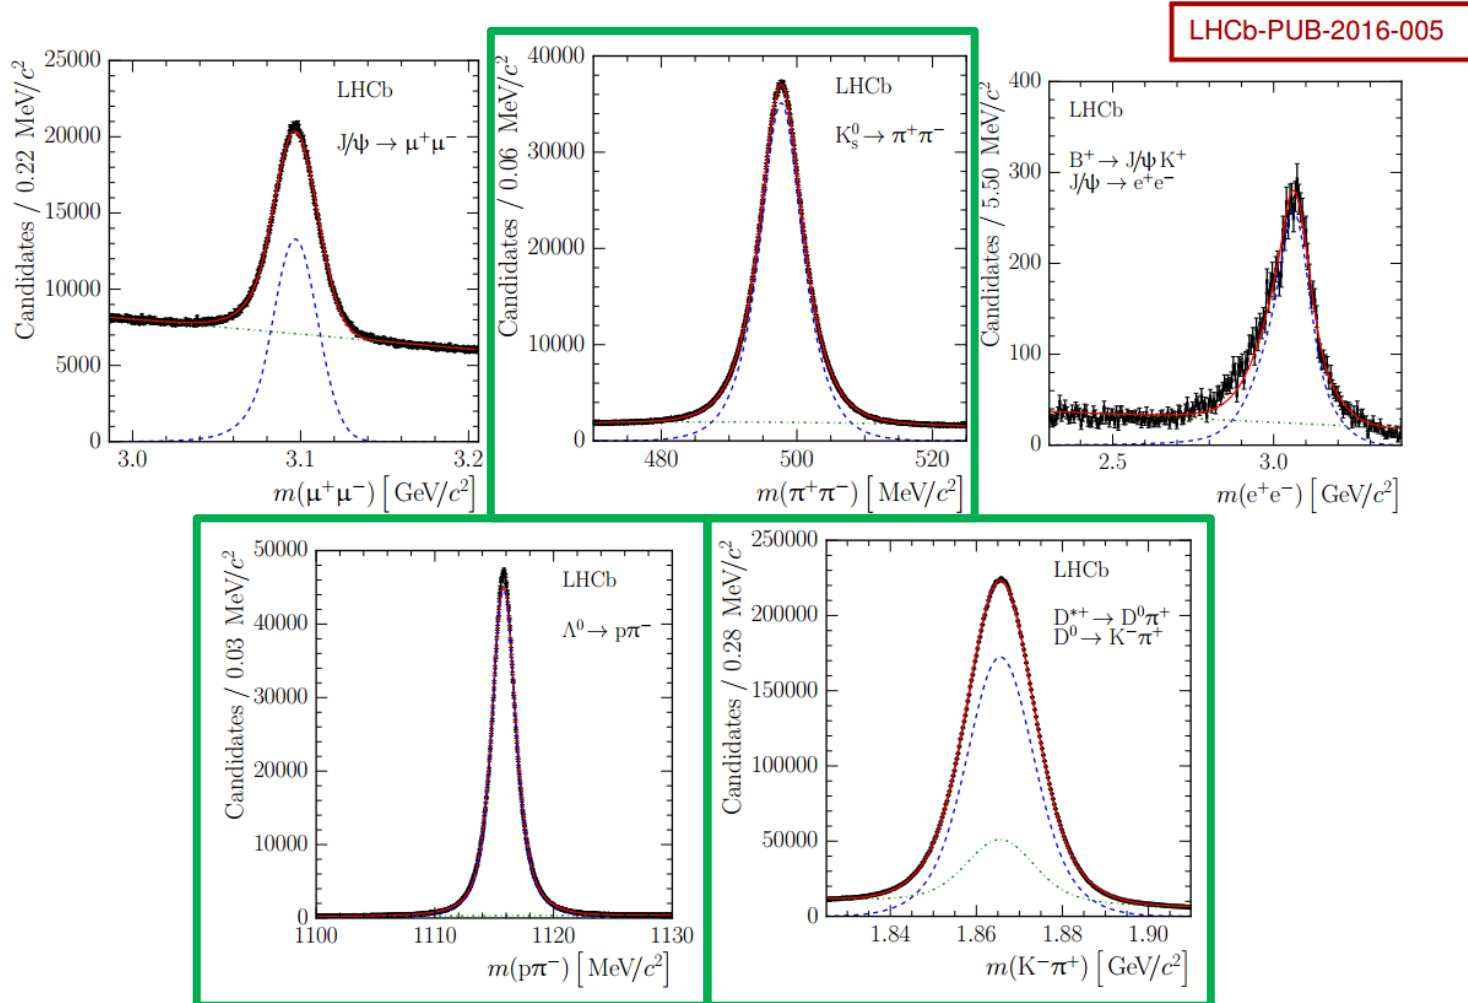 LHCb-PUB-2016-005
25000
20000
15000
10000
5000
0
Candidates / 0.22 MeV/c²
LHCb
J/ψ → μ⁺μ⁻
3.0 3.1 3.2
m(μ⁺μ⁻) [GeV/c²]
40000
30000
20000
10000
0
Candidates / 0.06 MeV/c²
LHCb
K⁰ₛ → π⁺π⁻
480 500 520
m(π⁺π⁻) [MeV/c²]
400
300
200
100
0
Candidates / 5.50 MeV/c²
LHCb
B⁺ → J/ψ K⁺
J/ψ → e⁺e⁻
2.5 3.0
m(e⁺e⁻) [GeV/c²]
50000
40000
30000
20000
10000
0
Candidates / 0.03 MeV/c²
LHCb
Λ⁰ → pπ⁻
1100 1110 1120 1130
m(pπ⁻) [MeV/c²]
250000
200000
150000
100000
50000
0
Candidates / 0.28 MeV/c²
LHCb
D*⁺ → D⁰π⁺
D⁰ → K⁻π⁺
1.84 1.86 1.88 1.90
m(K⁻π⁺) [GeV/c²]